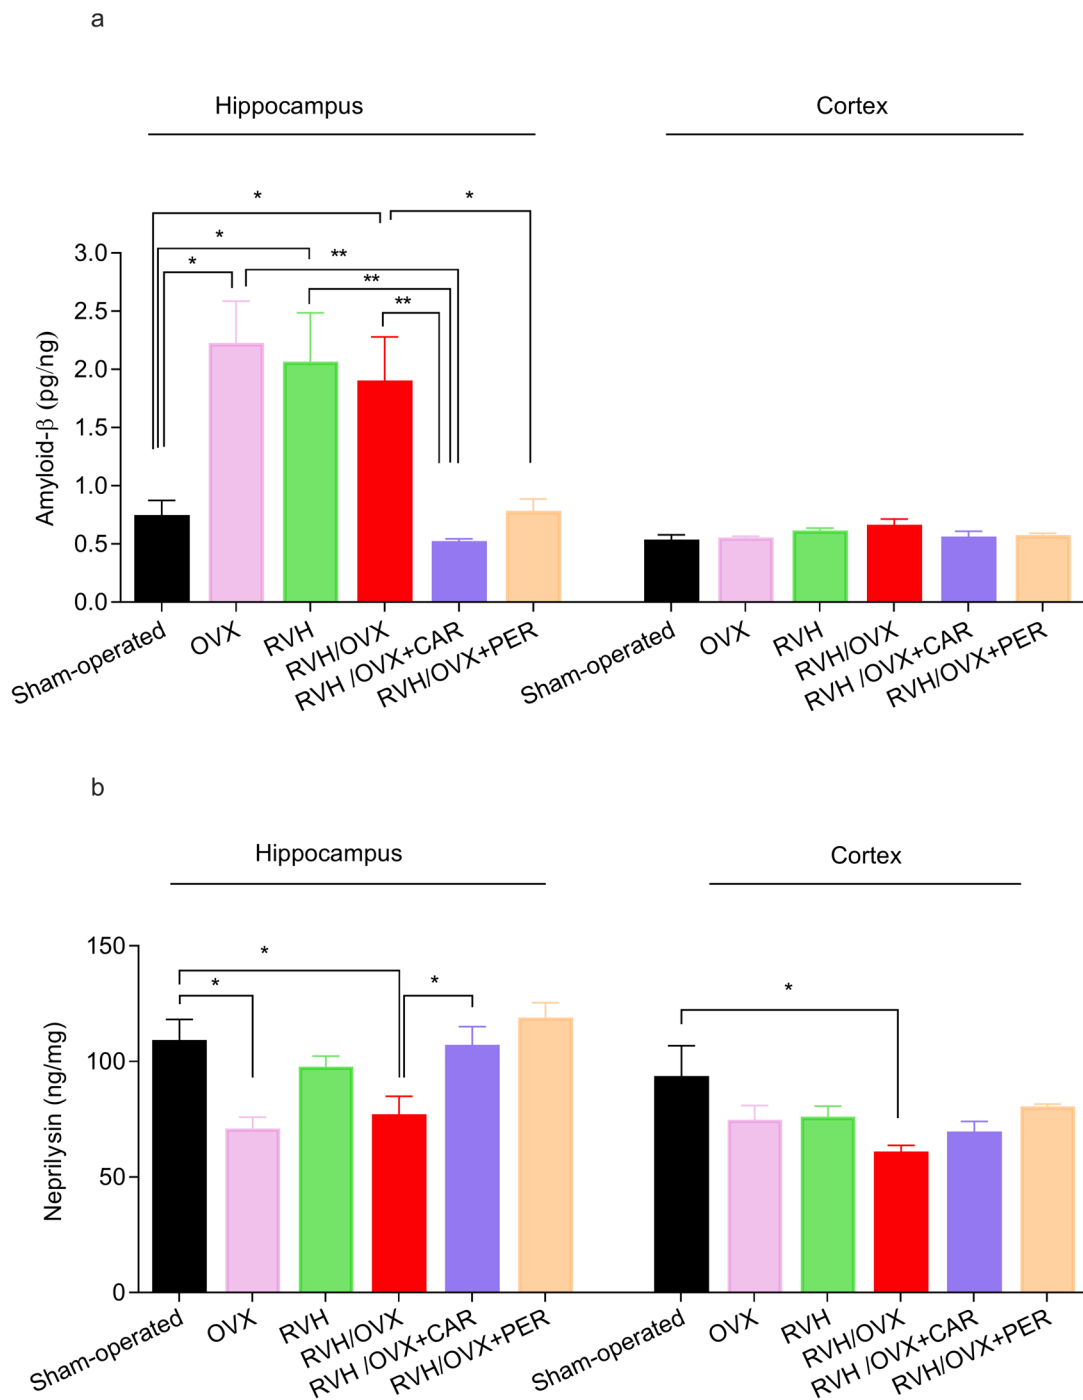 a
Hippocampus
Cortex
*
*
*
*
**
*
**
**
3.0
2.5
2.0
1.5
1.0
0.5
0.0
Amyloid-β (pg/ng)
Sham-operated
OVX
RVH
RVH/OVX
RVH /OVX+CAR
RVH/OVX+PER
Sham-operated
OVX
RVH
RVH/OVX
RVH /OVX+CAR
RVH/OVX+PER
b
Hippocampus
Cortex
*
*
*
*
150
100
50
0
Neprilysin (ng/mg)
Sham-operated
OVX
RVH
RVH/OVX
RVH /OVX+CAR
RVH/OVX+PER
Sham-operated
OVX
RVH
RVH/OVX
RVH /OVX+CAR
RVH/OVX+PER